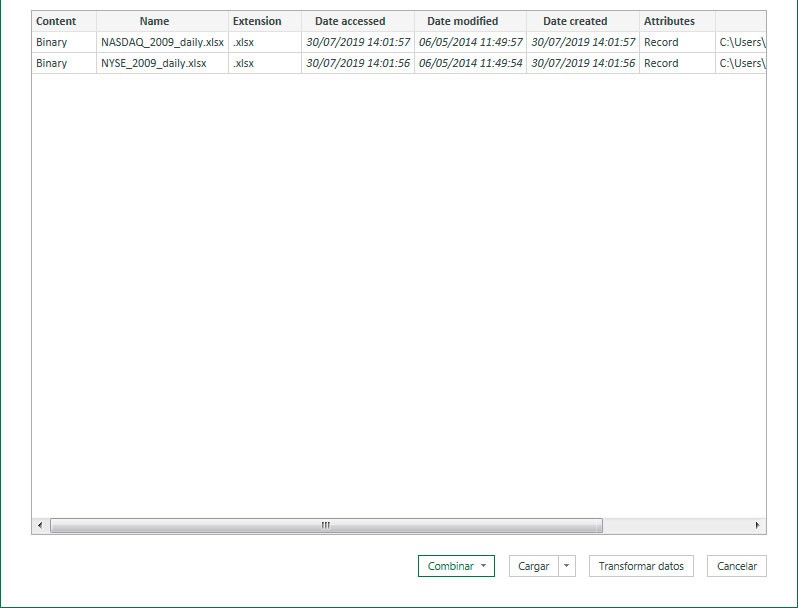 Content Name Extension Date accessed Date modified Date created Attributes
Binary NASDAQ_2009_daily.xlsx .xlsx 30/07/2019 14:01:57 06/05/2014 11:49:57 30/07/2019 14:01:57 Record C:\Users\
Binary NYSE_2009_daily.xlsx .xlsx 30/07/2019 14:01:56 06/05/2014 11:49:54 30/07/2019 14:01:56 Record C:\Users\
Combinar Cargar Transformar datos Cancelar